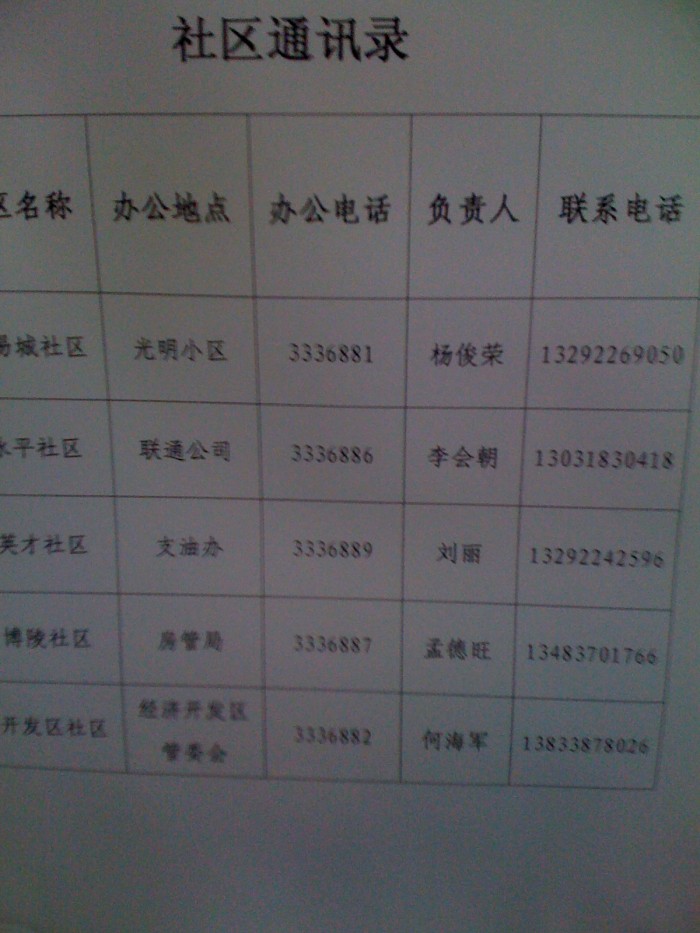 社区通讯录
区名称 办公地点 办公电话 负责人 联系电话
易城社区 光明小区 3336881 杨俊荣 13292269050
永平社区 联通公司 3336886 李会朝 13031830418
英才社区 支油办 3336889 刘丽 13292242596
博陵社区 房管局 3336887 孟德旺 13483701766
开发区社区 经济开发区 3336882 何海军 13833878026
管委会